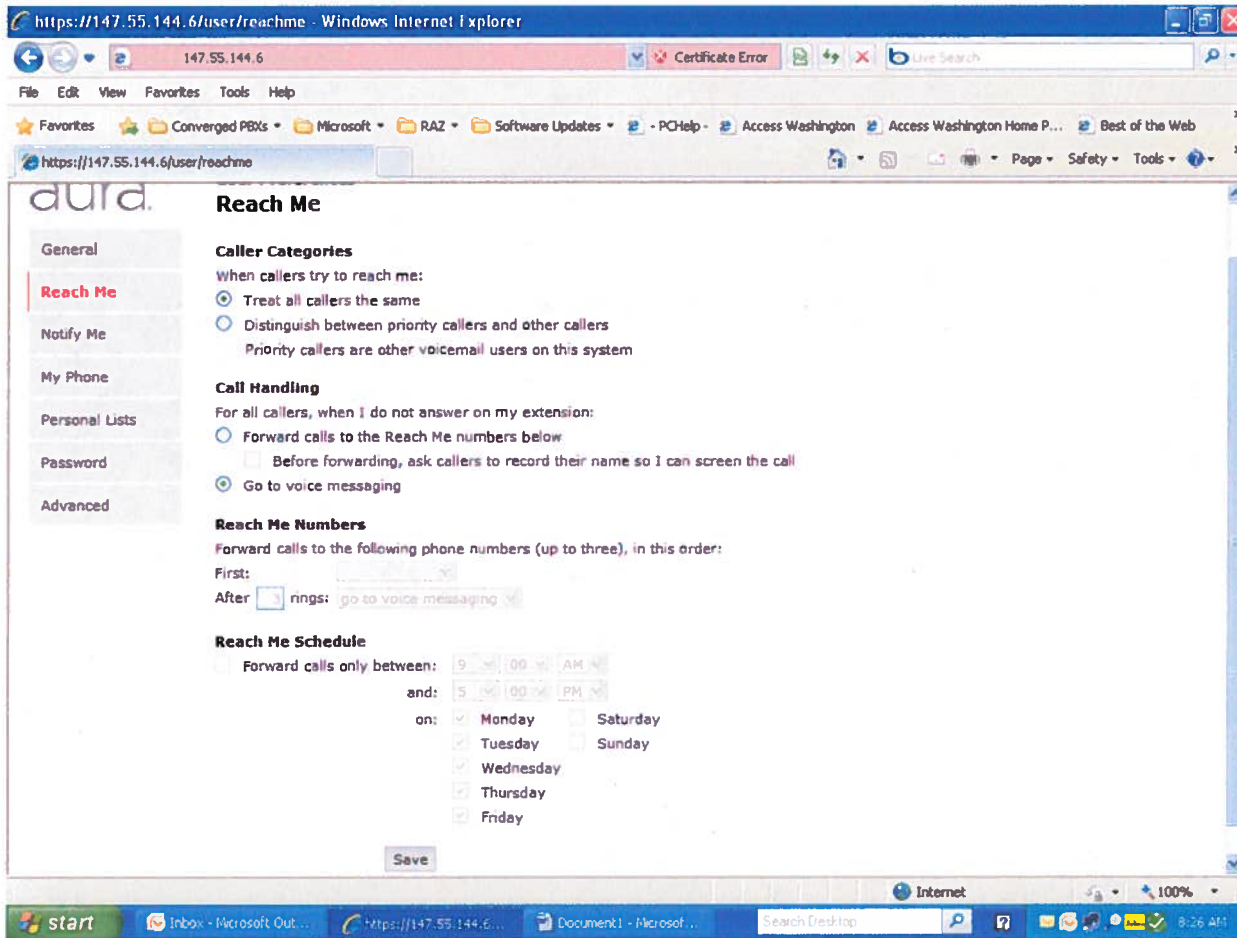 https://147.55.144.6/user/reachme - Windows Internet Explorer
147.55.144.6
Certificate Error
Live Search
File Edit View Favorites Tools Help
Favorites
Converged PBXs
Microsoft
RAZ
Software Updates
- PCHelp -
Access Washington
Access Washington Home P...
Best of the Web
https://147.55.144.6/user/reachme
Page
Safety
Tools
aura.
Reach Me
General
Reach Me
Notify Me
My Phone
Personal Lists
Password
Advanced
Caller Categories
When callers try to reach me:
Treat all callers the same
Distinguish between priority callers and other callers
Priority callers are other voicemail users on this system
Call Handling
For all callers, when I do not answer on my extension:
Forward calls to the Reach Me numbers below
Before forwarding, ask callers to record their name so I can screen the call
Go to voice messaging
Reach Me Numbers
Forward calls to the following phone numbers (up to three), in this order:
First:
After 3 rings: go to voice messaging
Reach Me Schedule
Forward calls only between: 9 00 AM
and: 5 00 PM
on: Monday Saturday
Tuesday Sunday
Wednesday
Thursday
Friday
Save
Internet
100%
start
Inbox - Microsoft Out...
https://147.55.144.6...
Document1 - Microsof...
Search Desktop
8:26 AM